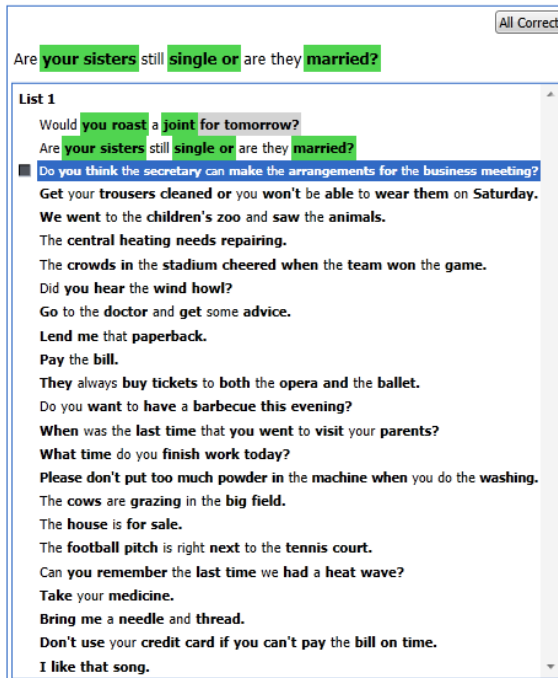 All Correct
Are your sisters still single or are they married?
List 1
Would you roast a joint for tomorrow?
Are your sisters still single or are they married?
Do you think the secretary can make the arrangements for the business meeting?
Get your trousers cleaned or you won't be able to wear them on Saturday.
We went to the children's zoo and saw the animals.
The central heating needs repairing.
The crowds in the stadium cheered when the team won the game.
Did you hear the wind howl?
Go to the doctor and get some advice.
Lend me that paperback.
Pay the bill.
They always buy tickets to both the opera and the ballet.
Do you want to have a barbecue this evening?
When was the last time that you went to visit your parents?
What time do you finish work today?
Please don't put too much powder in the machine when you do the washing.
The cows are grazing in the big field.
The house is for sale.
The football pitch is right next to the tennis court.
Can you remember the last time we had a heat wave?
Take your medicine.
Bring me a needle and thread.
Don't use your credit card if you can't pay the bill on time.
I like that song.